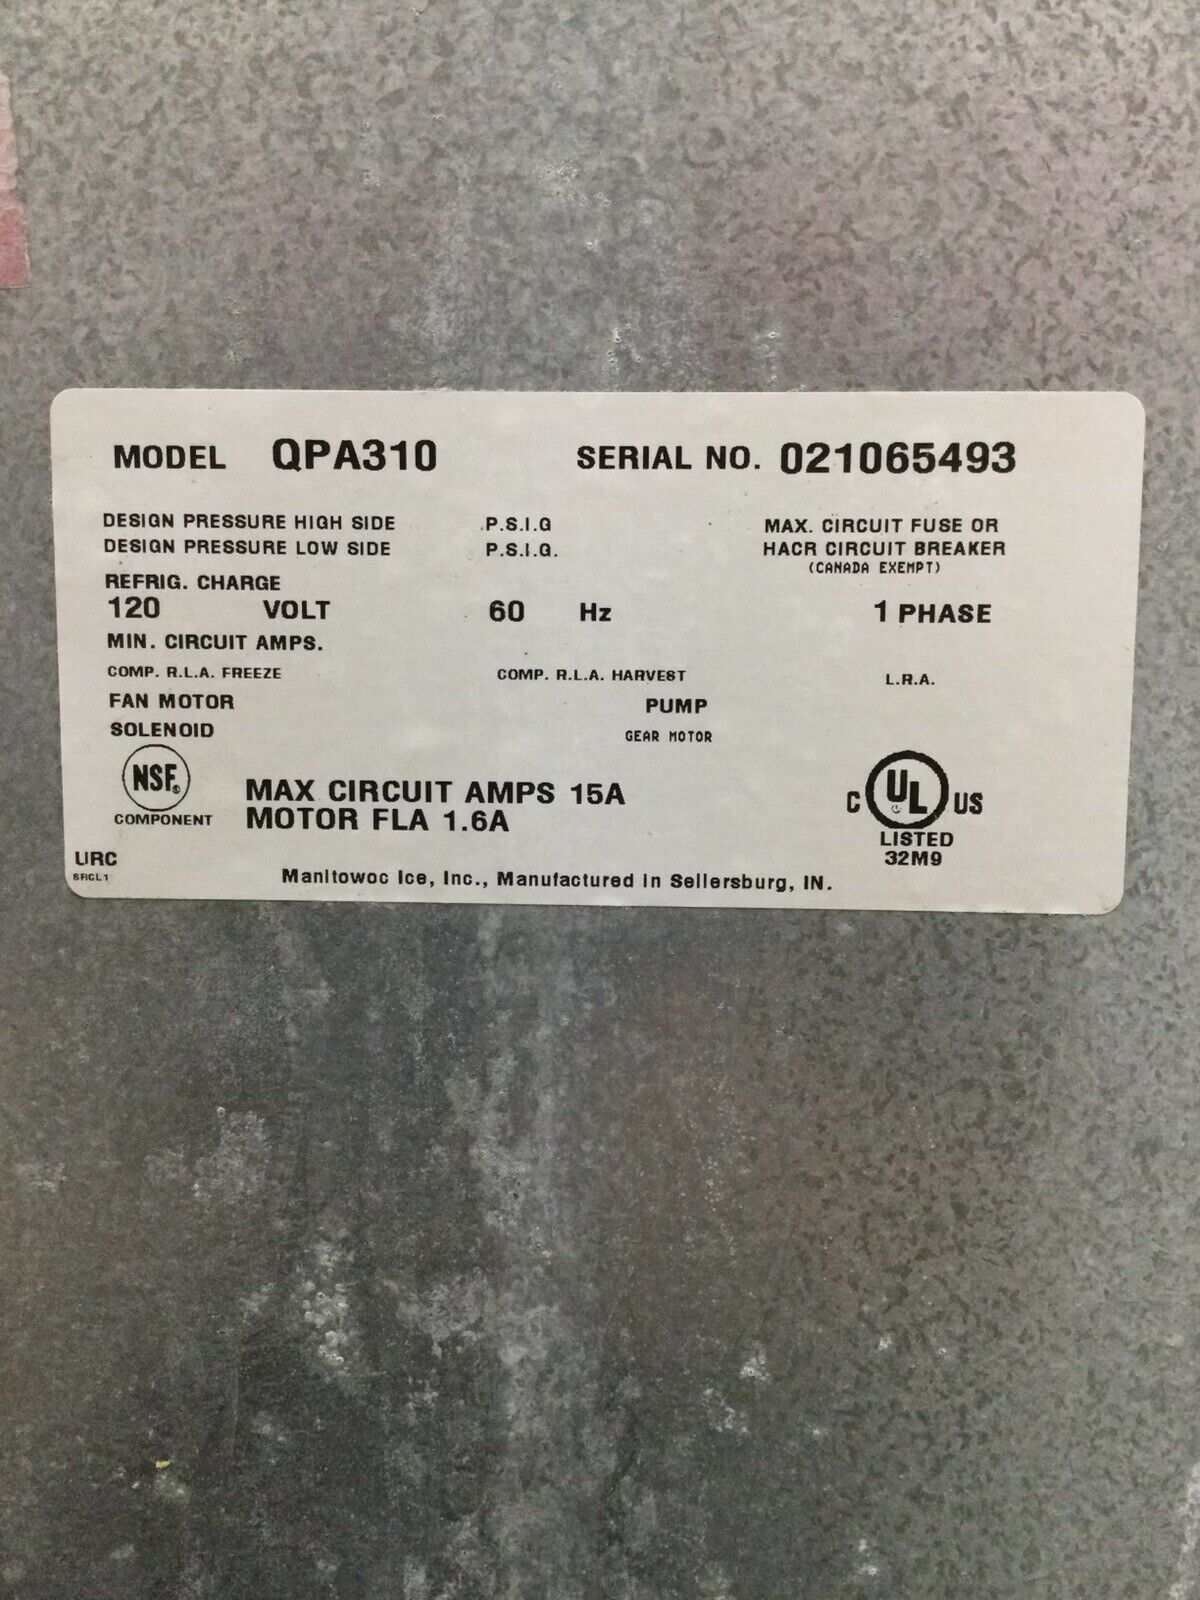 MODEL QPA310 SERIAL NO. 021065493
DESIGN PRESSURE HIGH SIDE P.S.I.G MAX. CIRCUIT FUSE OR
DESIGN PRESSURE LOW SIDE P.S.I.G. HACR CIRCUIT BREAKER
(CANADA EXEMPT)
REFRIG. CHARGE
120 VOLT 60 Hz 1 PHASE
MIN. CIRCUIT AMPS.
COMP. R.L.A. FREEZE COMP. R.L.A. HARVEST L.R.A.
FAN MOTOR PUMP
SOLENOID GEAR MOTOR
NSF®
COMPONENT
MAX CIRCUIT AMPS 15A
MOTOR FLA 1.6A
C UL US
LISTED
32M9
URC
Manitowoc Ice, Inc., Manufactured in Sellersburg, IN.